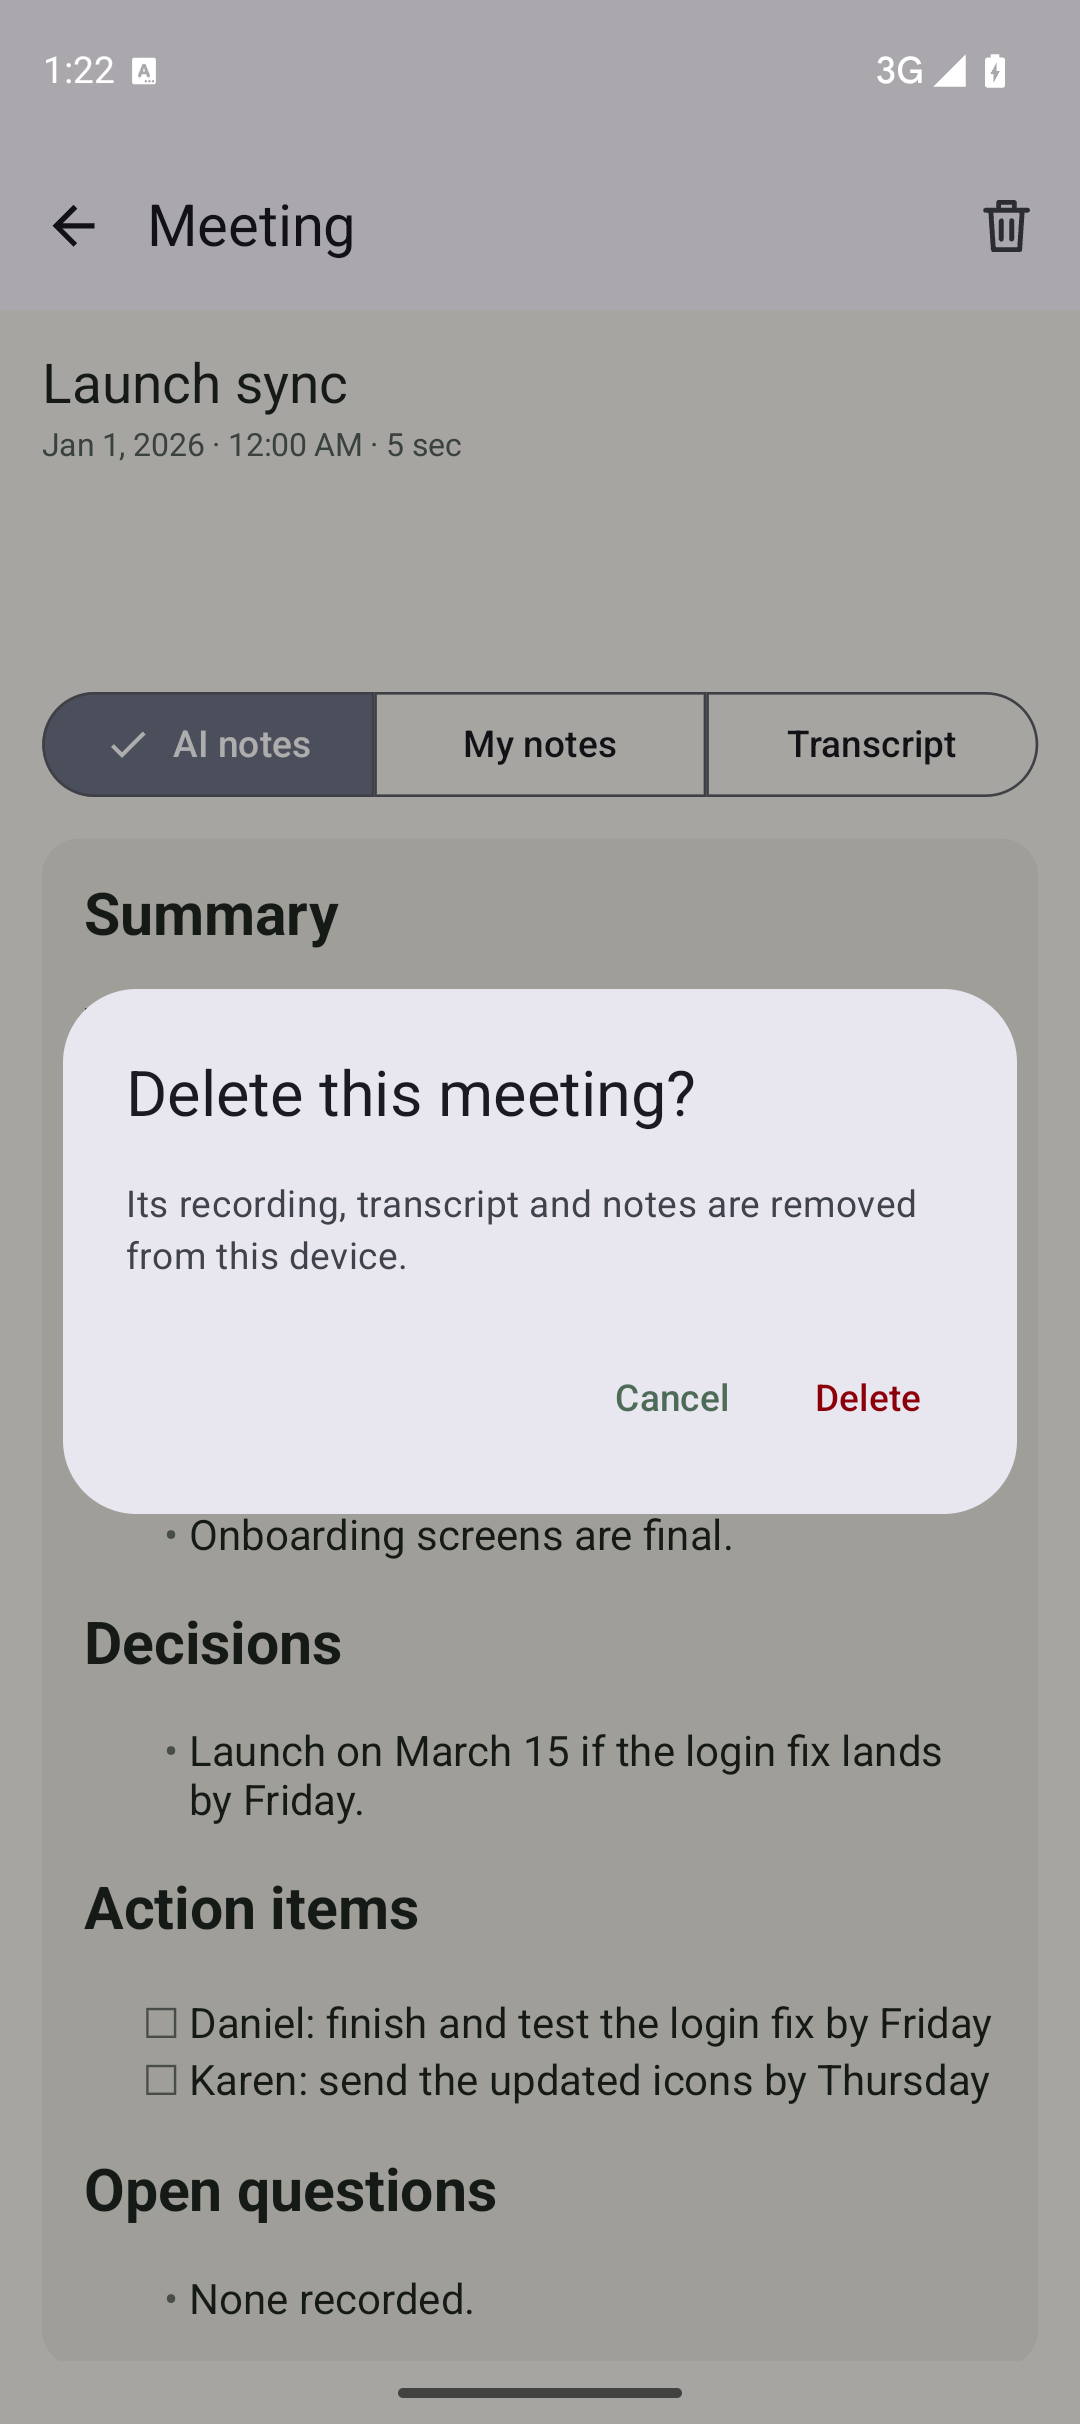 1:22
3G
Meeting
Launch sync
Jan 1, 2026 · 12:00 AM · 5 sec
AI notes
My notes
Transcript
Summary
Delete this meeting?
Its recording, transcript and notes are removed
from this device.
Cancel
Delete
• Onboarding screens are final.
Decisions
• Launch on March 15 if the login fix lands
by Friday.
Action items
☐ Daniel: finish and test the login fix by Friday
☐ Karen: send the updated icons by Thursday
Open questions
• None recorded.